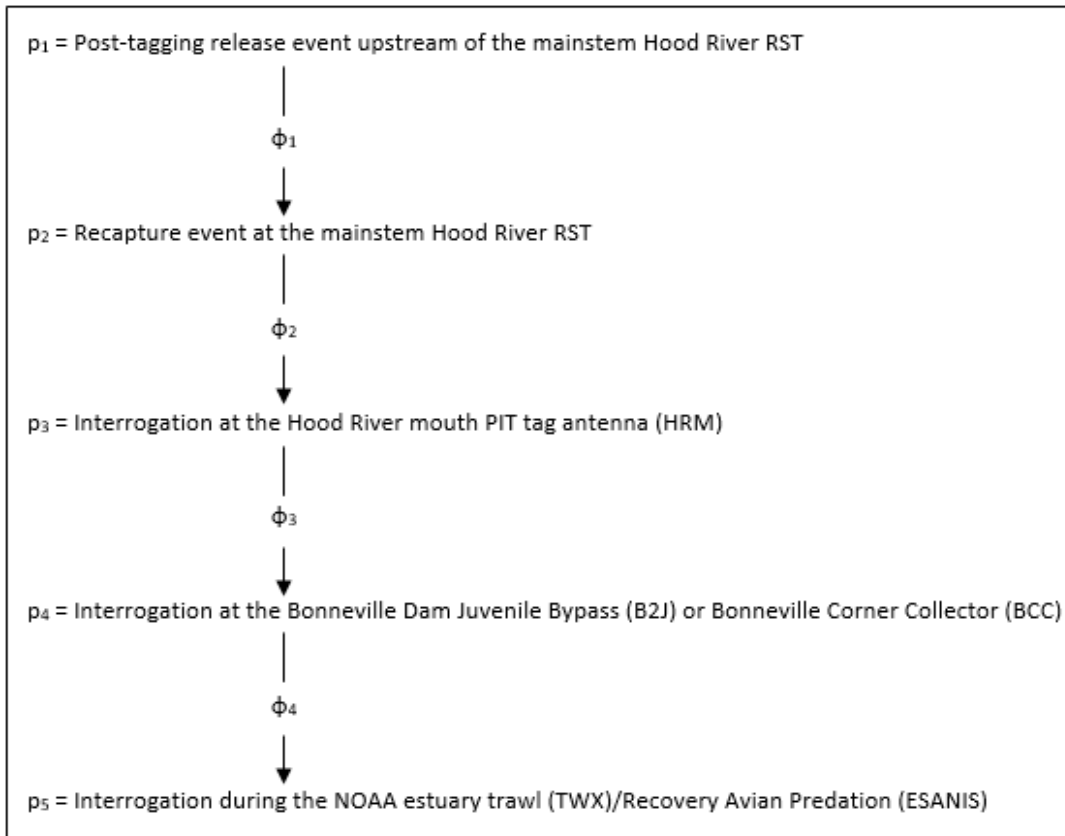 p₁ = Post-tagging release event upstream of the mainstem Hood River RST
ϕ₁
p₂ = Recapture event at the mainstem Hood River RST
ϕ₂
p₃ = Interrogation at the Hood River mouth PIT tag antenna (HRM)
ϕ₃
p₄ = Interrogation at the Bonneville Dam Juvenile Bypass (B2J) or Bonneville Corner Collector (BCC)
ϕ₄
p₅ = Interrogation during the NOAA estuary trawl (TWX)/Recovery Avian Predation (ESANIS)